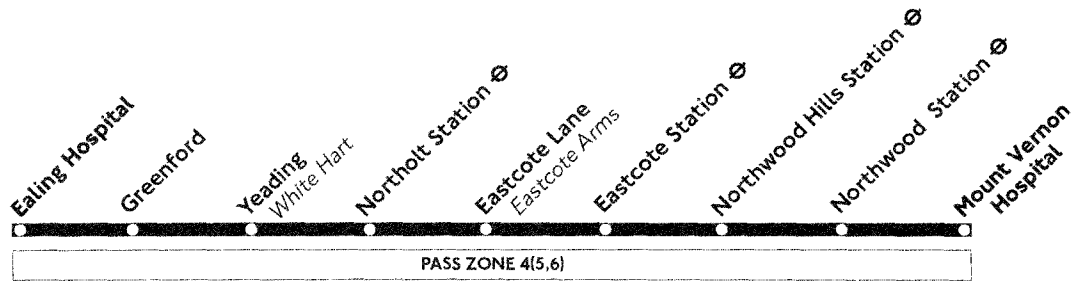 Ealing Hospital
Greenford
Yeading
White Hart
Northolt Station
Eastcote Lane
Eastcote Arms
Eastcote Station
Northwood Hills Station
Northwood Station
Mount Vernon
Hospital
PASS ZONE 4(5,6)